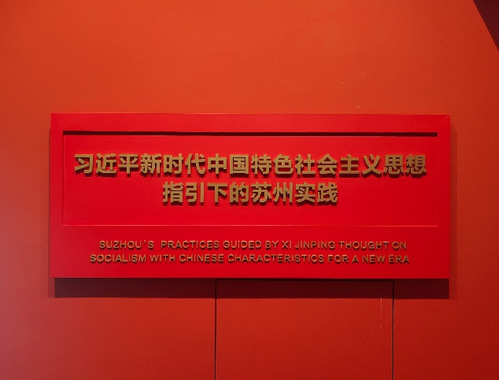 习近平新时代中国特色社会主义思想
指引下的苏州实践
SUZHOU'S PRACTICES GUIDED BY XI JINPING THOUGHT ON
SOCIALISM WITH CHINESE CHARACTERISTICS FOR A NEW ERA